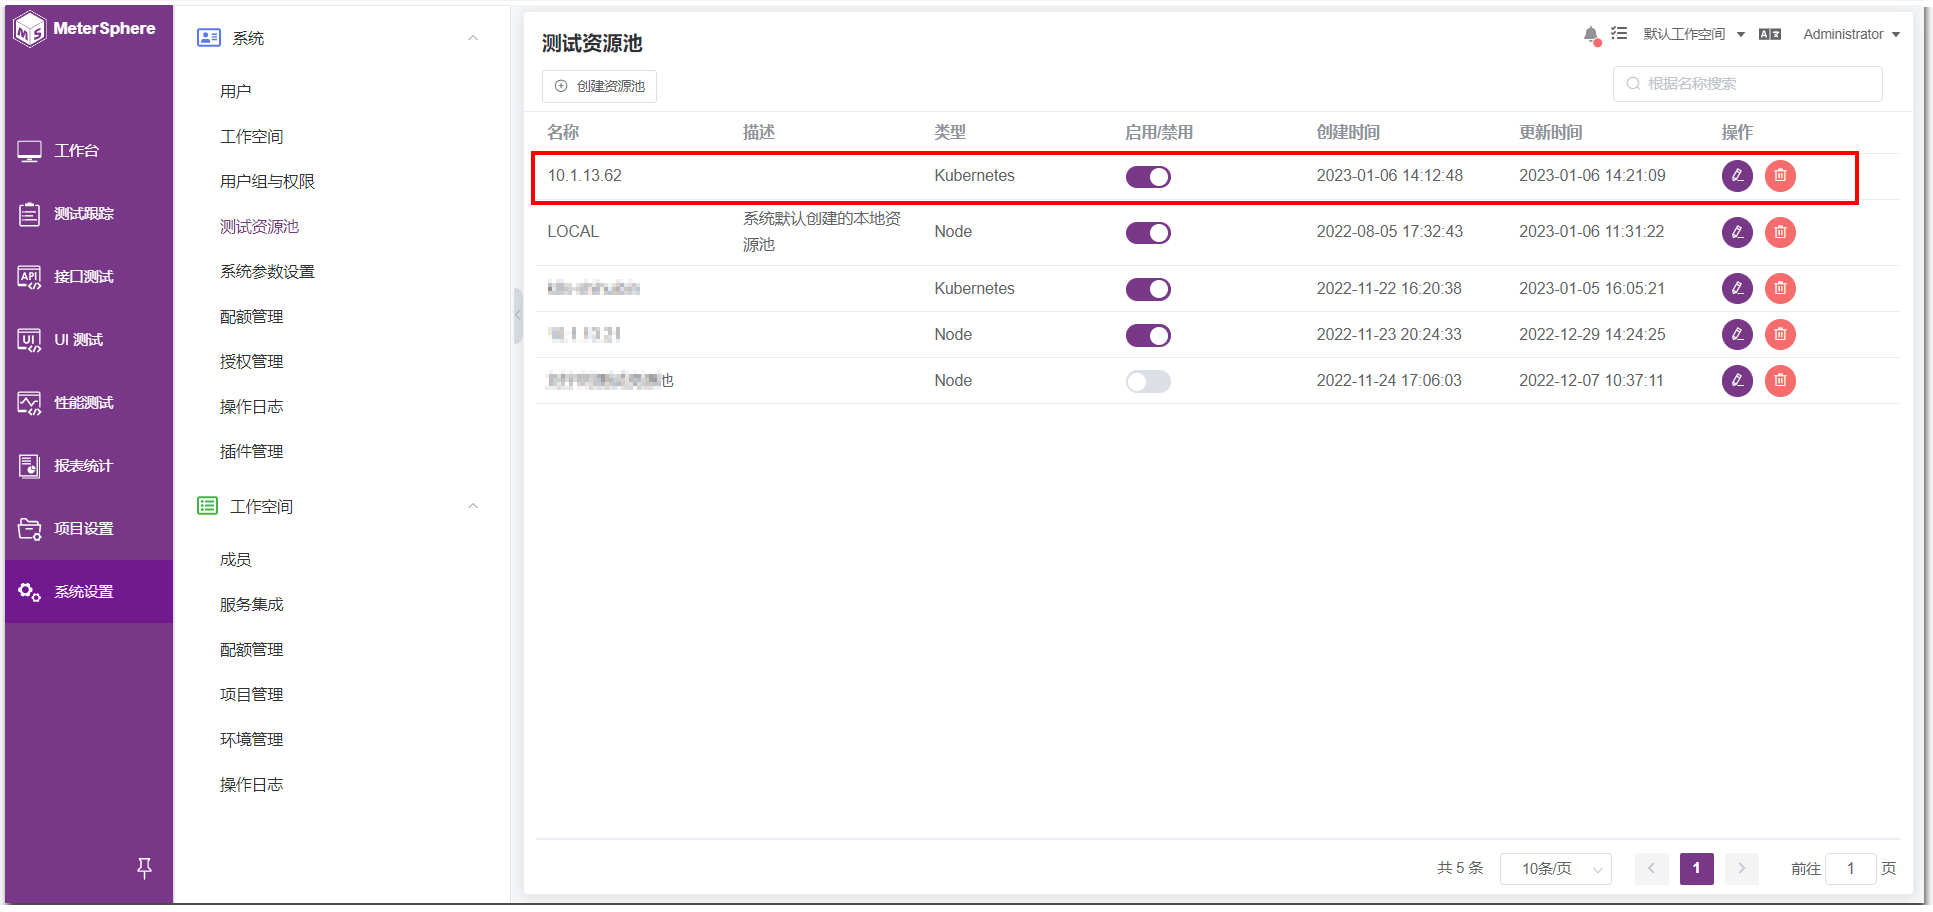 MeterSphere
工作台
测试跟踪
接口测试
UI 测试
性能测试
报表统计
项目设置
系统设置
系统
用户
工作空间
用户组与权限
测试资源池
系统参数设置
配额管理
授权管理
操作日志
插件管理
工作空间
成员
服务集成
配额管理
项目管理
环境管理
操作日志
测试资源池
默认工作空间 Administrator
创建资源池
根据名称搜索
名称 描述 类型 启用/禁用 创建时间 更新时间 操作
10.1.13.62 Kubernetes 2023-01-06 14:12:48 2023-01-06 14:21:09
LOCAL 系统默认创建的本地资 Node 2022-08-05 17:32:43 2023-01-06 11:31:22
源池
Kubernetes 2022-11-22 16:20:38 2023-01-05 16:05:21
Node 2022-11-23 20:24:33 2022-12-29 14:24:25
Node 2022-11-24 17:06:03 2022-12-07 10:37:11
共 5 条 10条/页 1 前往 1 页